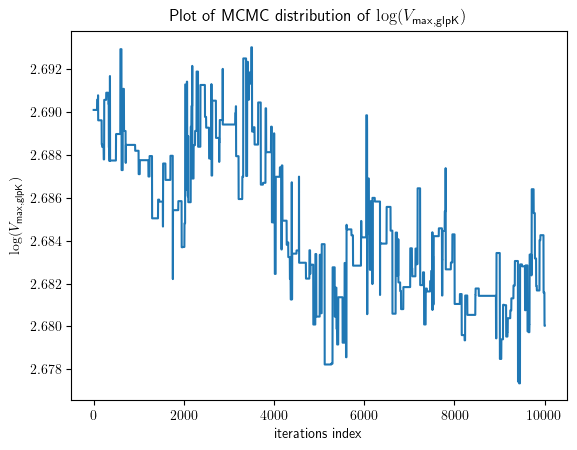 Plot of MCMC distribution of log(V_max,glpK)
log(V_max,glpK)
2.692
2.690
2.688
2.686
2.684
2.682
2.680
2.678
0 2000 4000 6000 8000 10000
iterations index